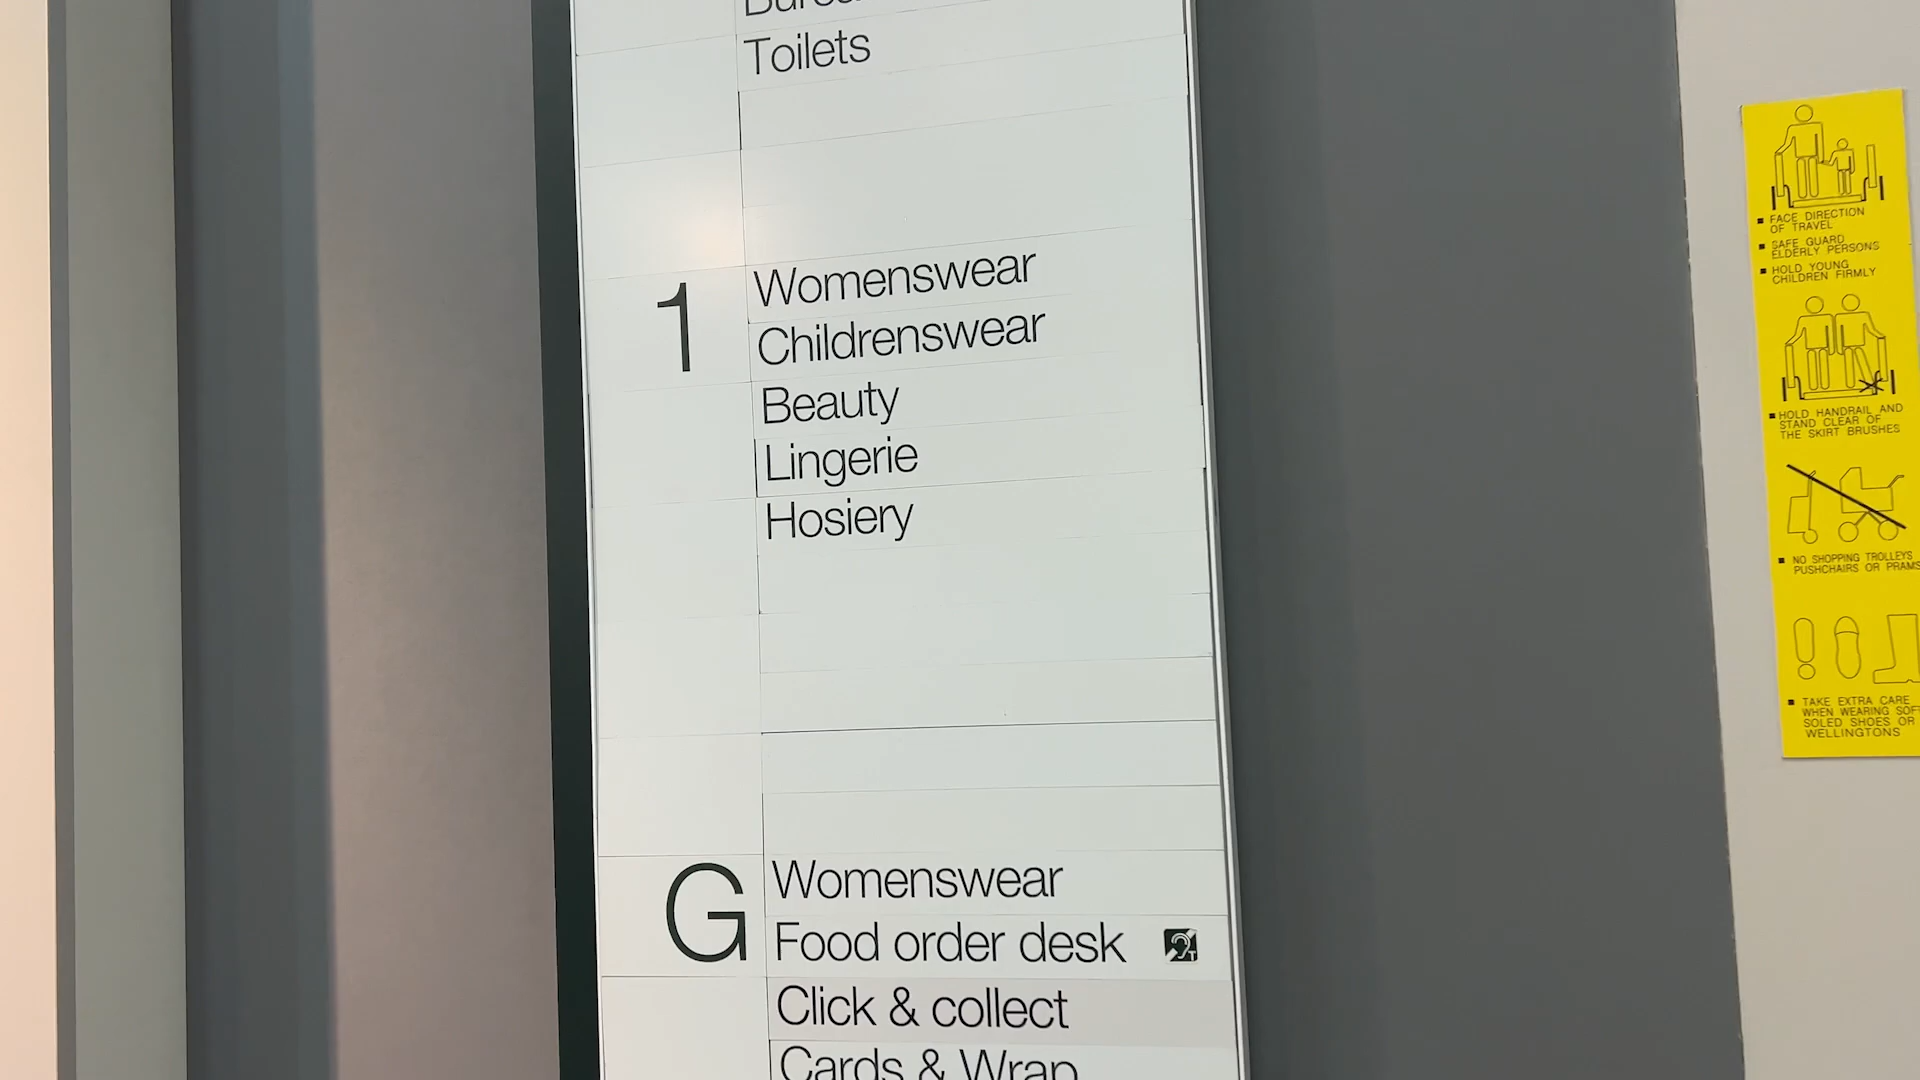 Toilets
1
Womenswear
Childrenswear
Beauty
Lingerie
Hosiery
G
Womenswear
Food order desk
Click & collect
Cards & Wrap
FACE DIRECTION
OF TRAVEL
SAFE GUARD
ELDERLY PERSONS
HOLD YOUNG
CHILDREN FIRMLY
HOLD HANDRAIL AND
STAND CLEAR OF
THE SKIRT BRUSHES
NO SHOPPING TROLLEYS
PUSHCHAIRS OR PRAMS
TAKE EXTRA CARE
WHEN WEARING SOFT
SOLED SHOES OR
WELLINGTONS